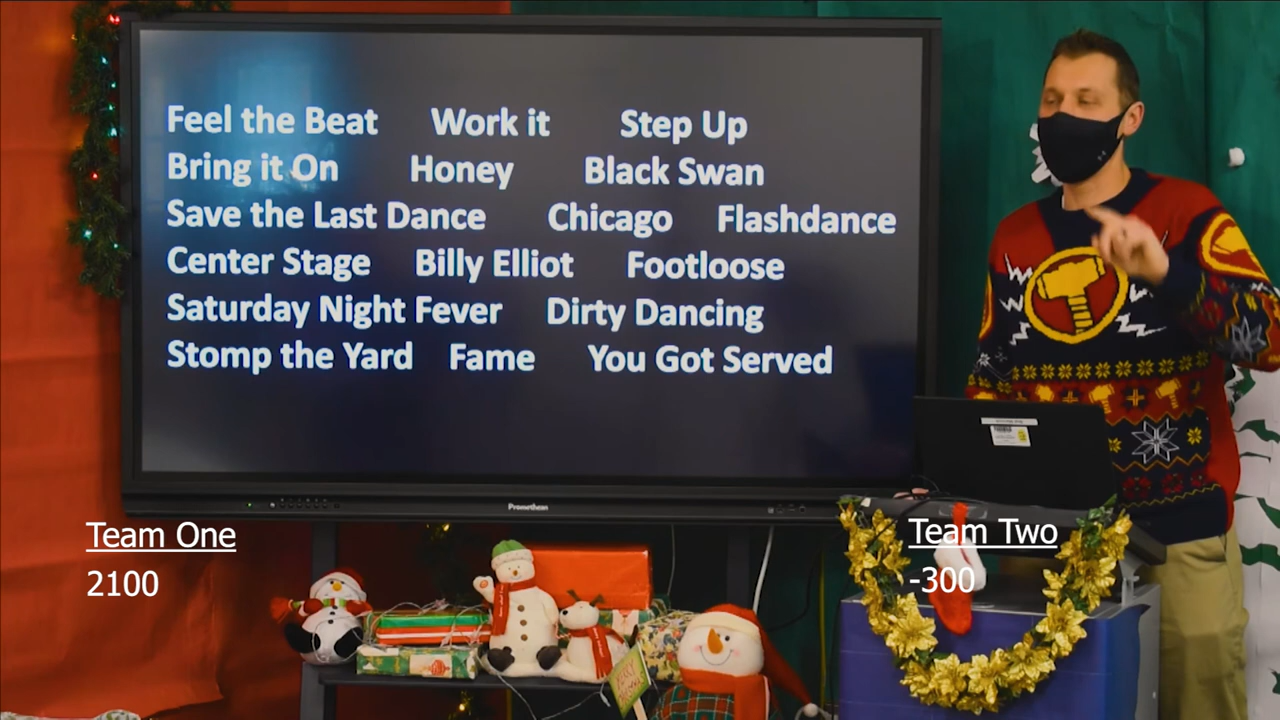 Feel the Beat Work it Step Up
Bring it On Honey Black Swan
Save the Last Dance Chicago Flashdance
Center Stage Billy Elliot Footloose
Saturday Night Fever Dirty Dancing
Stomp the Yard Fame You Got Served
Promethean
Team One
2100
Team Two
-300